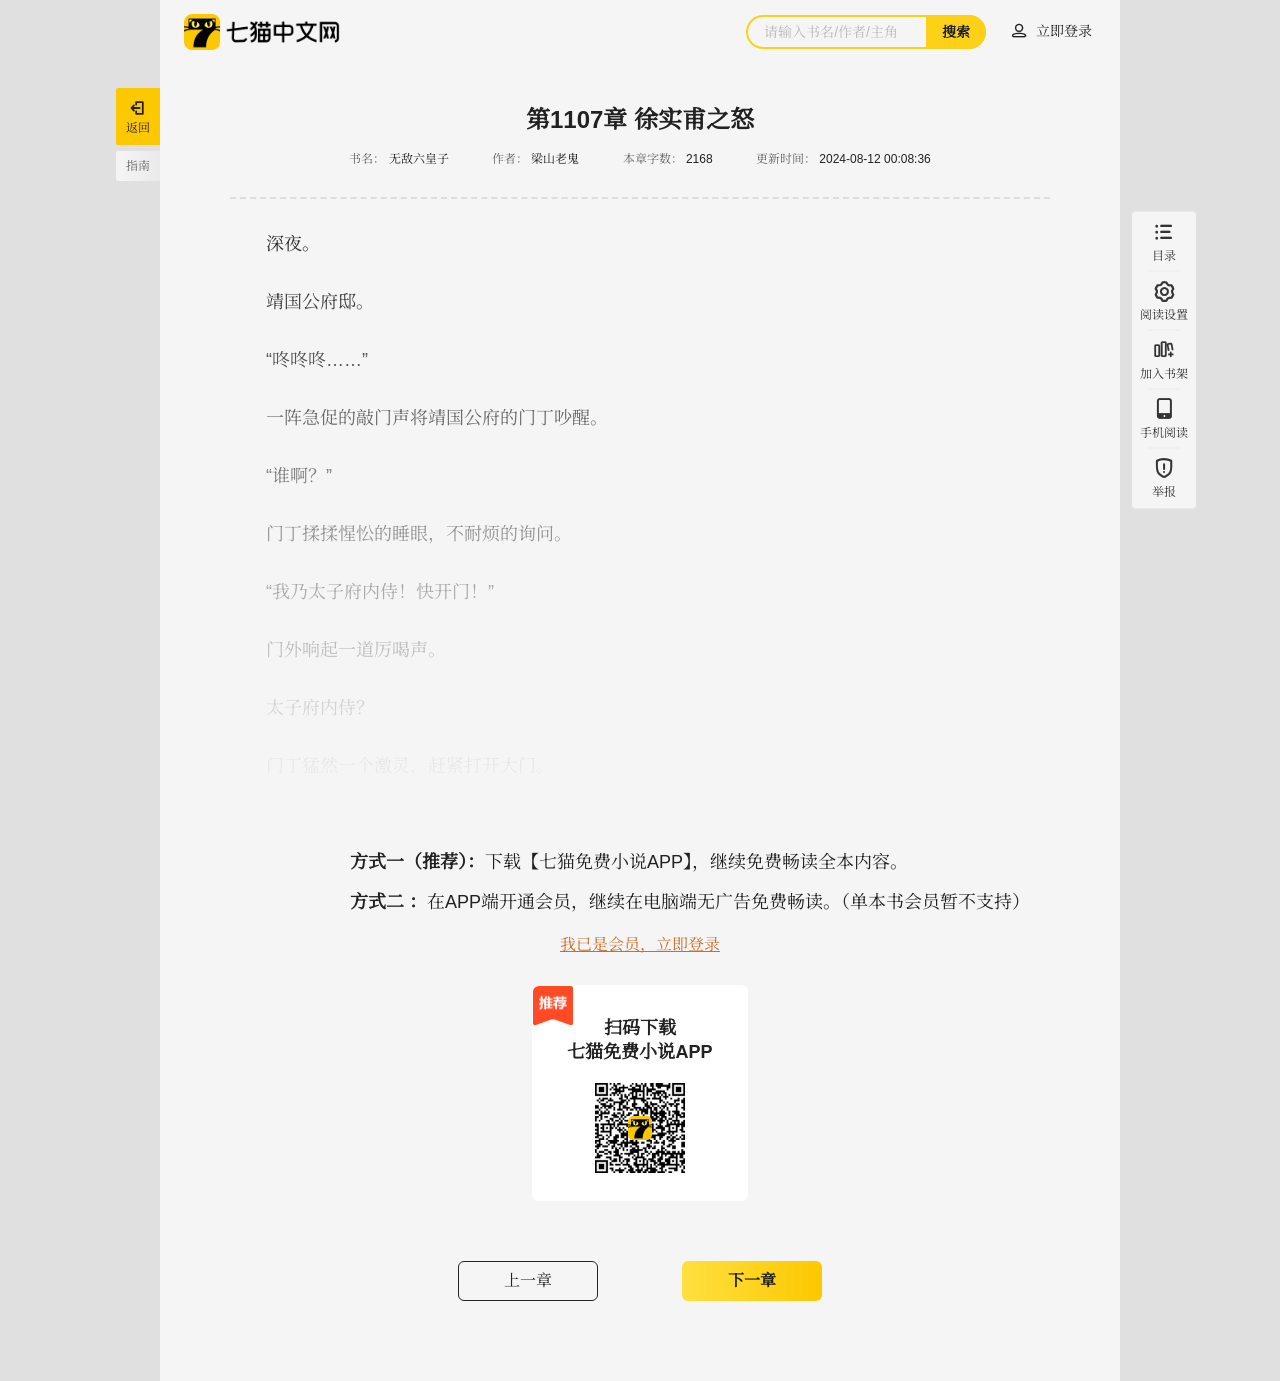 七猫中文网
请输入书名/作者/主角
搜索
立即登录
返回
指南
第1107章 徐实甫之怒
书名： 无敌六皇子 作者： 梁山老鬼 本章字数： 2168 更新时间： 2024-08-12 00:08:36
深夜。
靖国公府邸。
“咚咚咚……”
一阵急促的敲门声将靖国公府的门丁吵醒。
“谁啊？”
门丁揉揉惺忪的睡眼，不耐烦的询问。
“我乃太子府内侍！快开门！”
门外响起一道厉喝声。
太子府内侍？
门丁猛然一个激灵，赶紧打开大门。
目录
阅读设置
加入书架
手机阅读
举报
方式一（推荐）：下载【七猫免费小说APP】，继续免费畅读全本内容。
方式二 ：在APP端开通会员，继续在电脑端无广告免费畅读。（单本书会员暂不支持）
我已是会员，立即登录
推荐
扫码下载
七猫免费小说APP
上一章
下一章